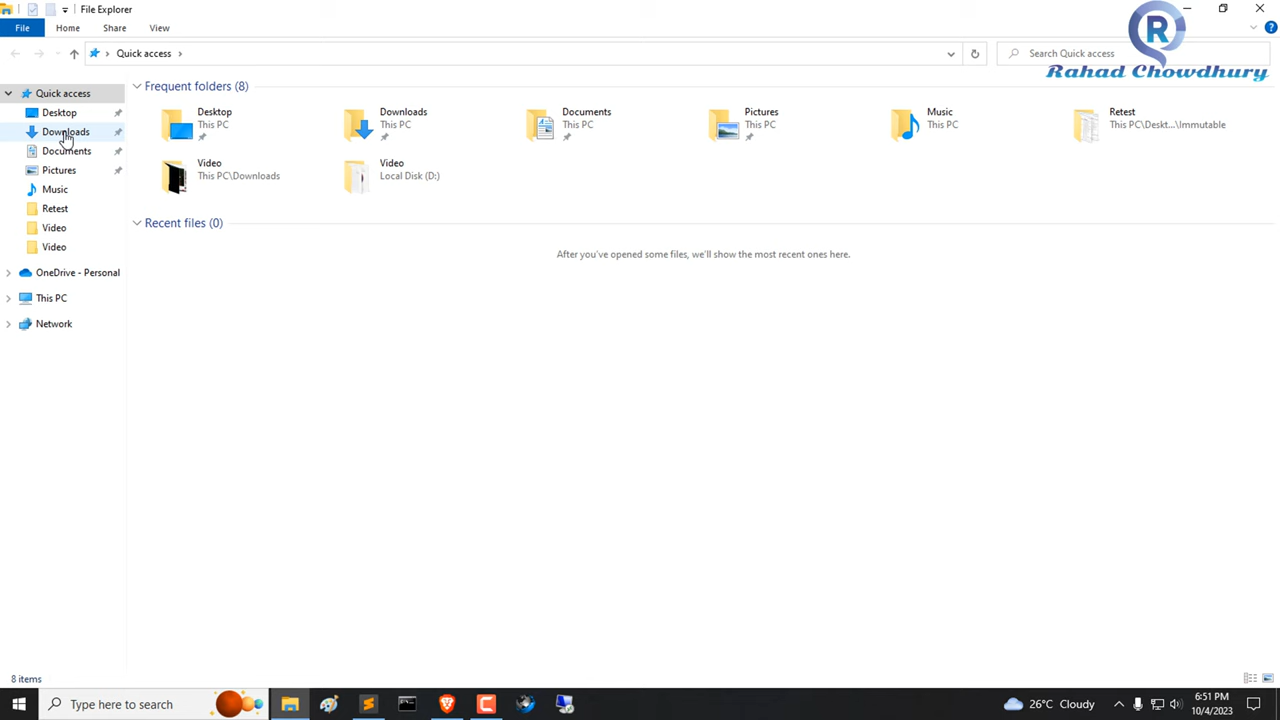 File Explorer
File Home Share View
Quick access
Search Quick access
R
Rahad Chowdhury
Quick access
Desktop
Downloads
Documents
Pictures
Music
Retest
Video
Video
OneDrive - Personal
This PC
Network
Frequent folders (8)
Desktop
This PC
Downloads
This PC
Documents
This PC
Pictures
This PC
Music
This PC
Retest
This PC\Deskt...\Immutable
Video
This PC\Downloads
Video
Local Disk (D:)
Recent files (0)
After you've opened some files, we'll show the most recent ones here.
8 items
Type here to search
26°C Cloudy
6:51 PM
10/4/2023